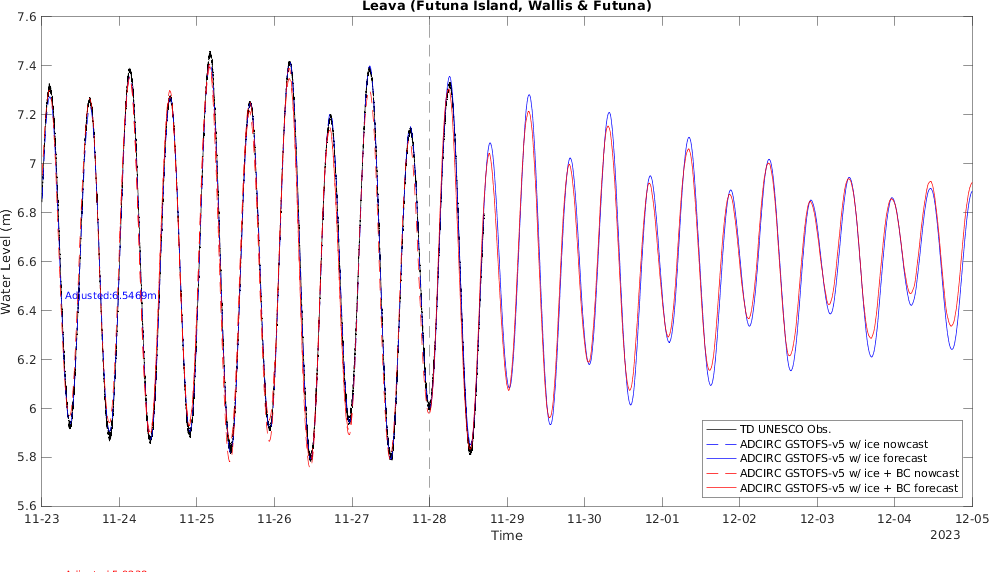 Leava (Futuna Island, Wallis & Futuna)
7.6
7.4
7.2
7
6.8
6.6
6.4
6.2
6
5.8
5.6
Water Level (m)
Adjusted:6.5469m
TD UNESCO Obs.
ADCIRC GSTOFS-v5 w/ ice nowcast
ADCIRC GSTOFS-v5 w/ ice forecast
ADCIRC GSTOFS-v5 w/ ice + BC nowcast
ADCIRC GSTOFS-v5 w/ ice + BC forecast
11-23 11-24 11-25 11-26 11-27 11-28 11-29 11-30 12-01 12-02 12-03 12-04 12-05
Time
2023